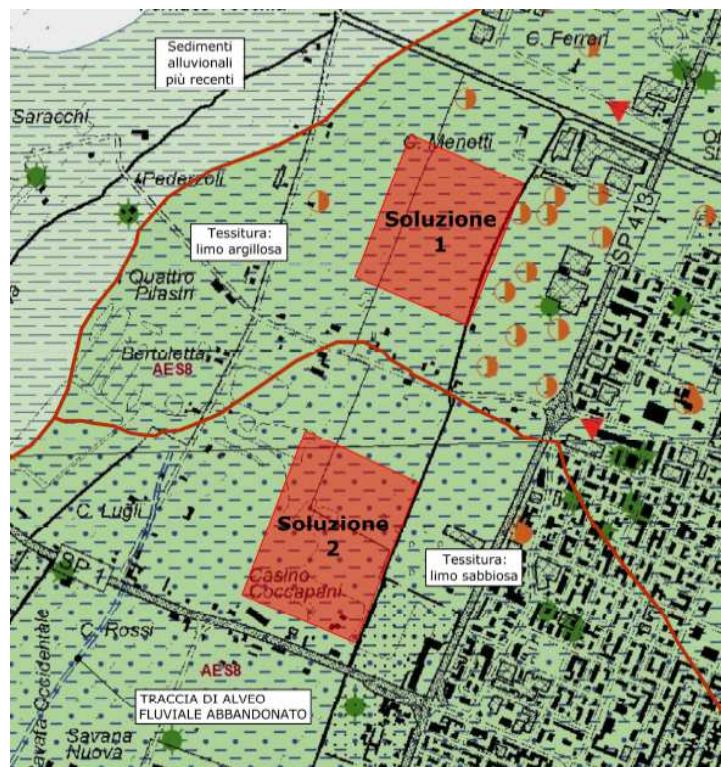 Sedimenti
alluvionali
più recenti
C. Ferrari
Saracchi
C. Menotti
Pederzoli
Soluzione
1
Tessitura:
limo argillosa
SP 413
Quattro
Pilastri
Bertoletta
AES8
C. Lugli
Soluzione
2
Tessitura:
limo sabbiosa
SP 1
Casino
Coccapani
C. Rossi
AES8
TRACCIA DI ALVEO
FLUVIALE ABBANDONATO
Occidentale
Savana
Nuova